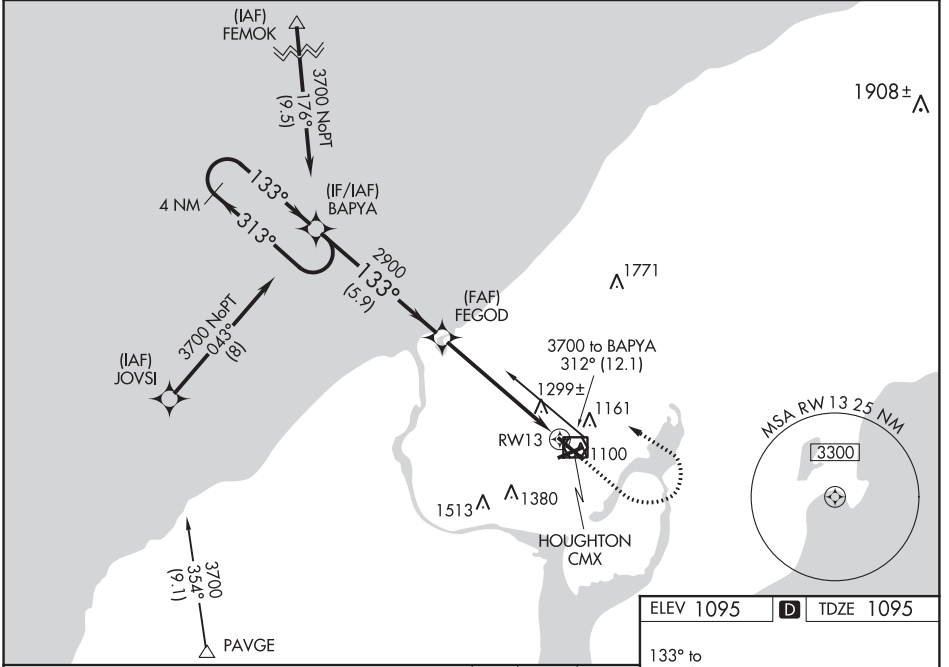 (IAF)
FEMOK
3700 NoPT
176°
(9.5)
1908±
133°
4 NM
313°
(IF/IAF)
BAPYA
2900
133°
(5.9)
1771
(FAF)
FEGOD
3700 NoPT
043°
(8)
(IAF)
JOVSI
3700 to BAPYA
312° (12.1)
1299±
1161
RW13
1100
MSA RW 13 25 NM
3300
1513
1380
HOUGHTON
CMX
3700
354°
(9.1)
PAVGE
ELEV 1095
D
TDZE 1095
133° to